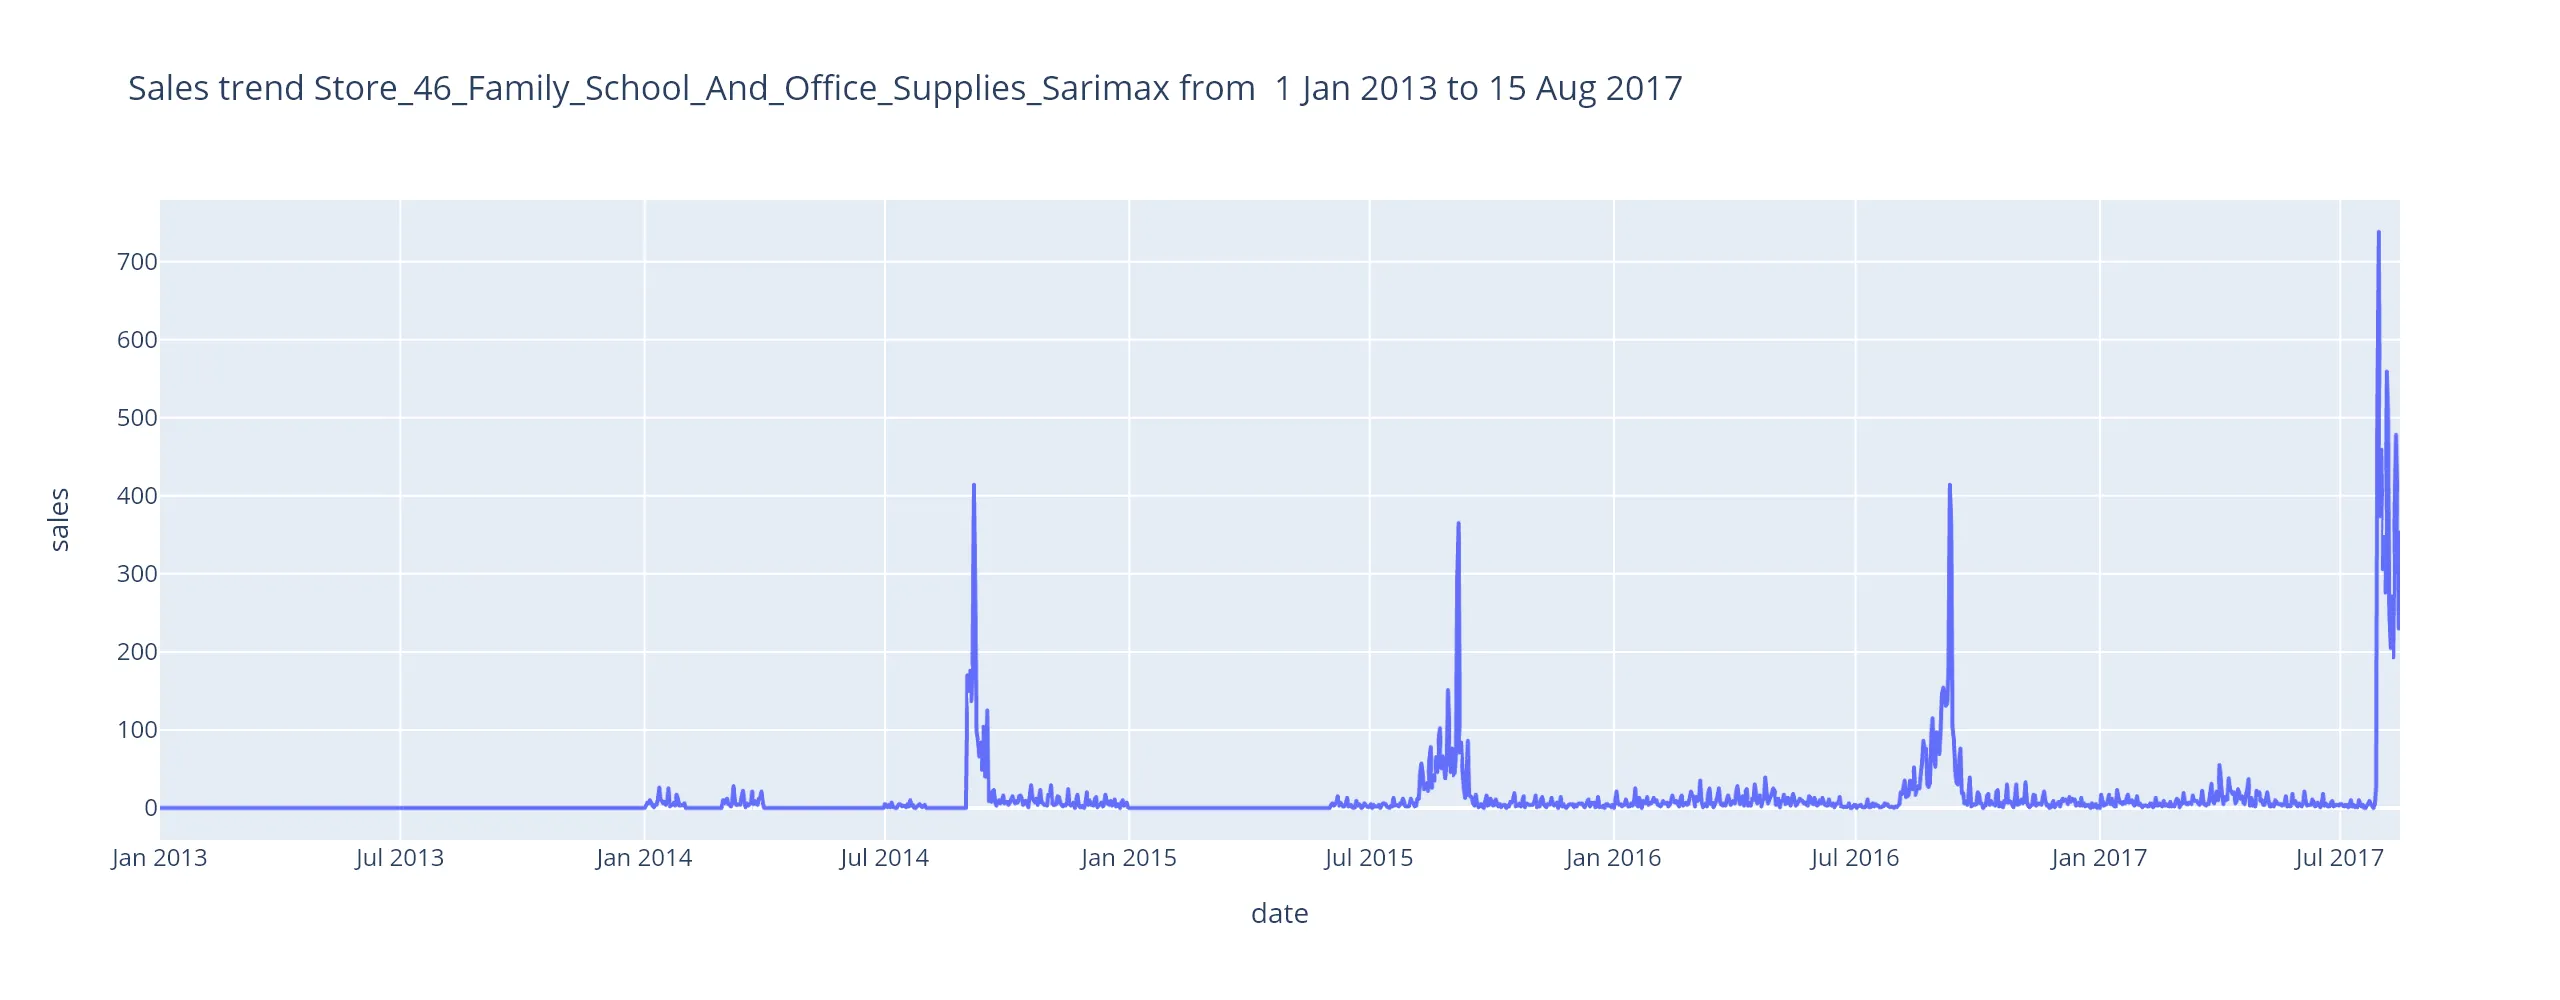 Sales trend Store_46_Family_School_And_Office_Supplies_Sarimax from  1 Jan 2013 to 15 Aug 2017
700
600
500
400
300
200
100
0
sales
Jan 2013 Jul 2013 Jan 2014 Jul 2014 Jan 2015 Jul 2015 Jan 2016 Jul 2016 Jan 2017 Jul 2017
date